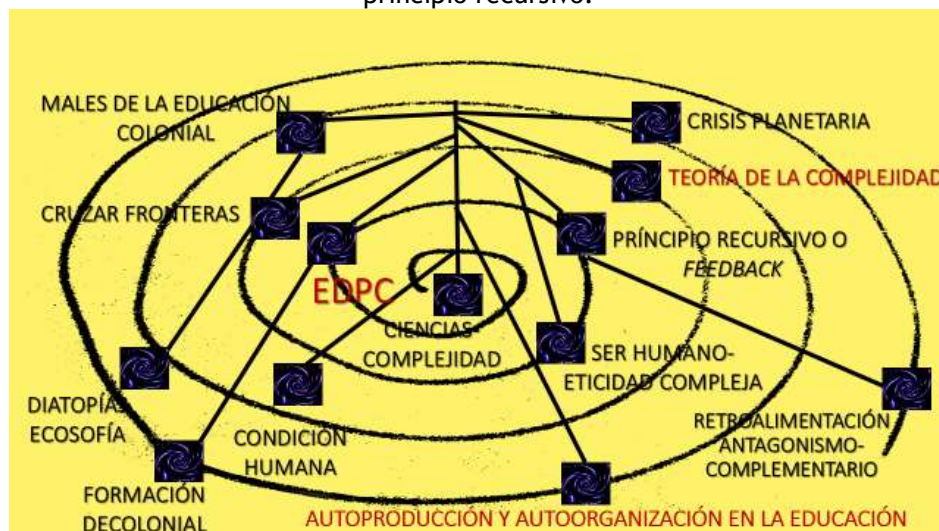 principio recursivo.
MALES DE LA EDUCACIÓN
COLONIAL
CRISIS PLANETARIA
TEORÍA DE LA COMPLEJIDAD
CRUZAR FRONTERAS
PRÍNCIPIO RECURSIVO O
FEEDBACK
EDPC
CIENCIAS-
COMPLEJIDAD
SER HUMANO-
ETICIDAD COMPLEJA
DIATOPÍA-
ECOSOFÍA
CONDICIÓN
HUMANA
RETROALIMENTACIÓN
ANTAGONISMO-
COMPLEMENTARIO
FORMACIÓN
DECOLONIAL
AUTOPRODUCCIÓN Y AUTOORGANIZACIÓN EN LA EDUCACIÓN